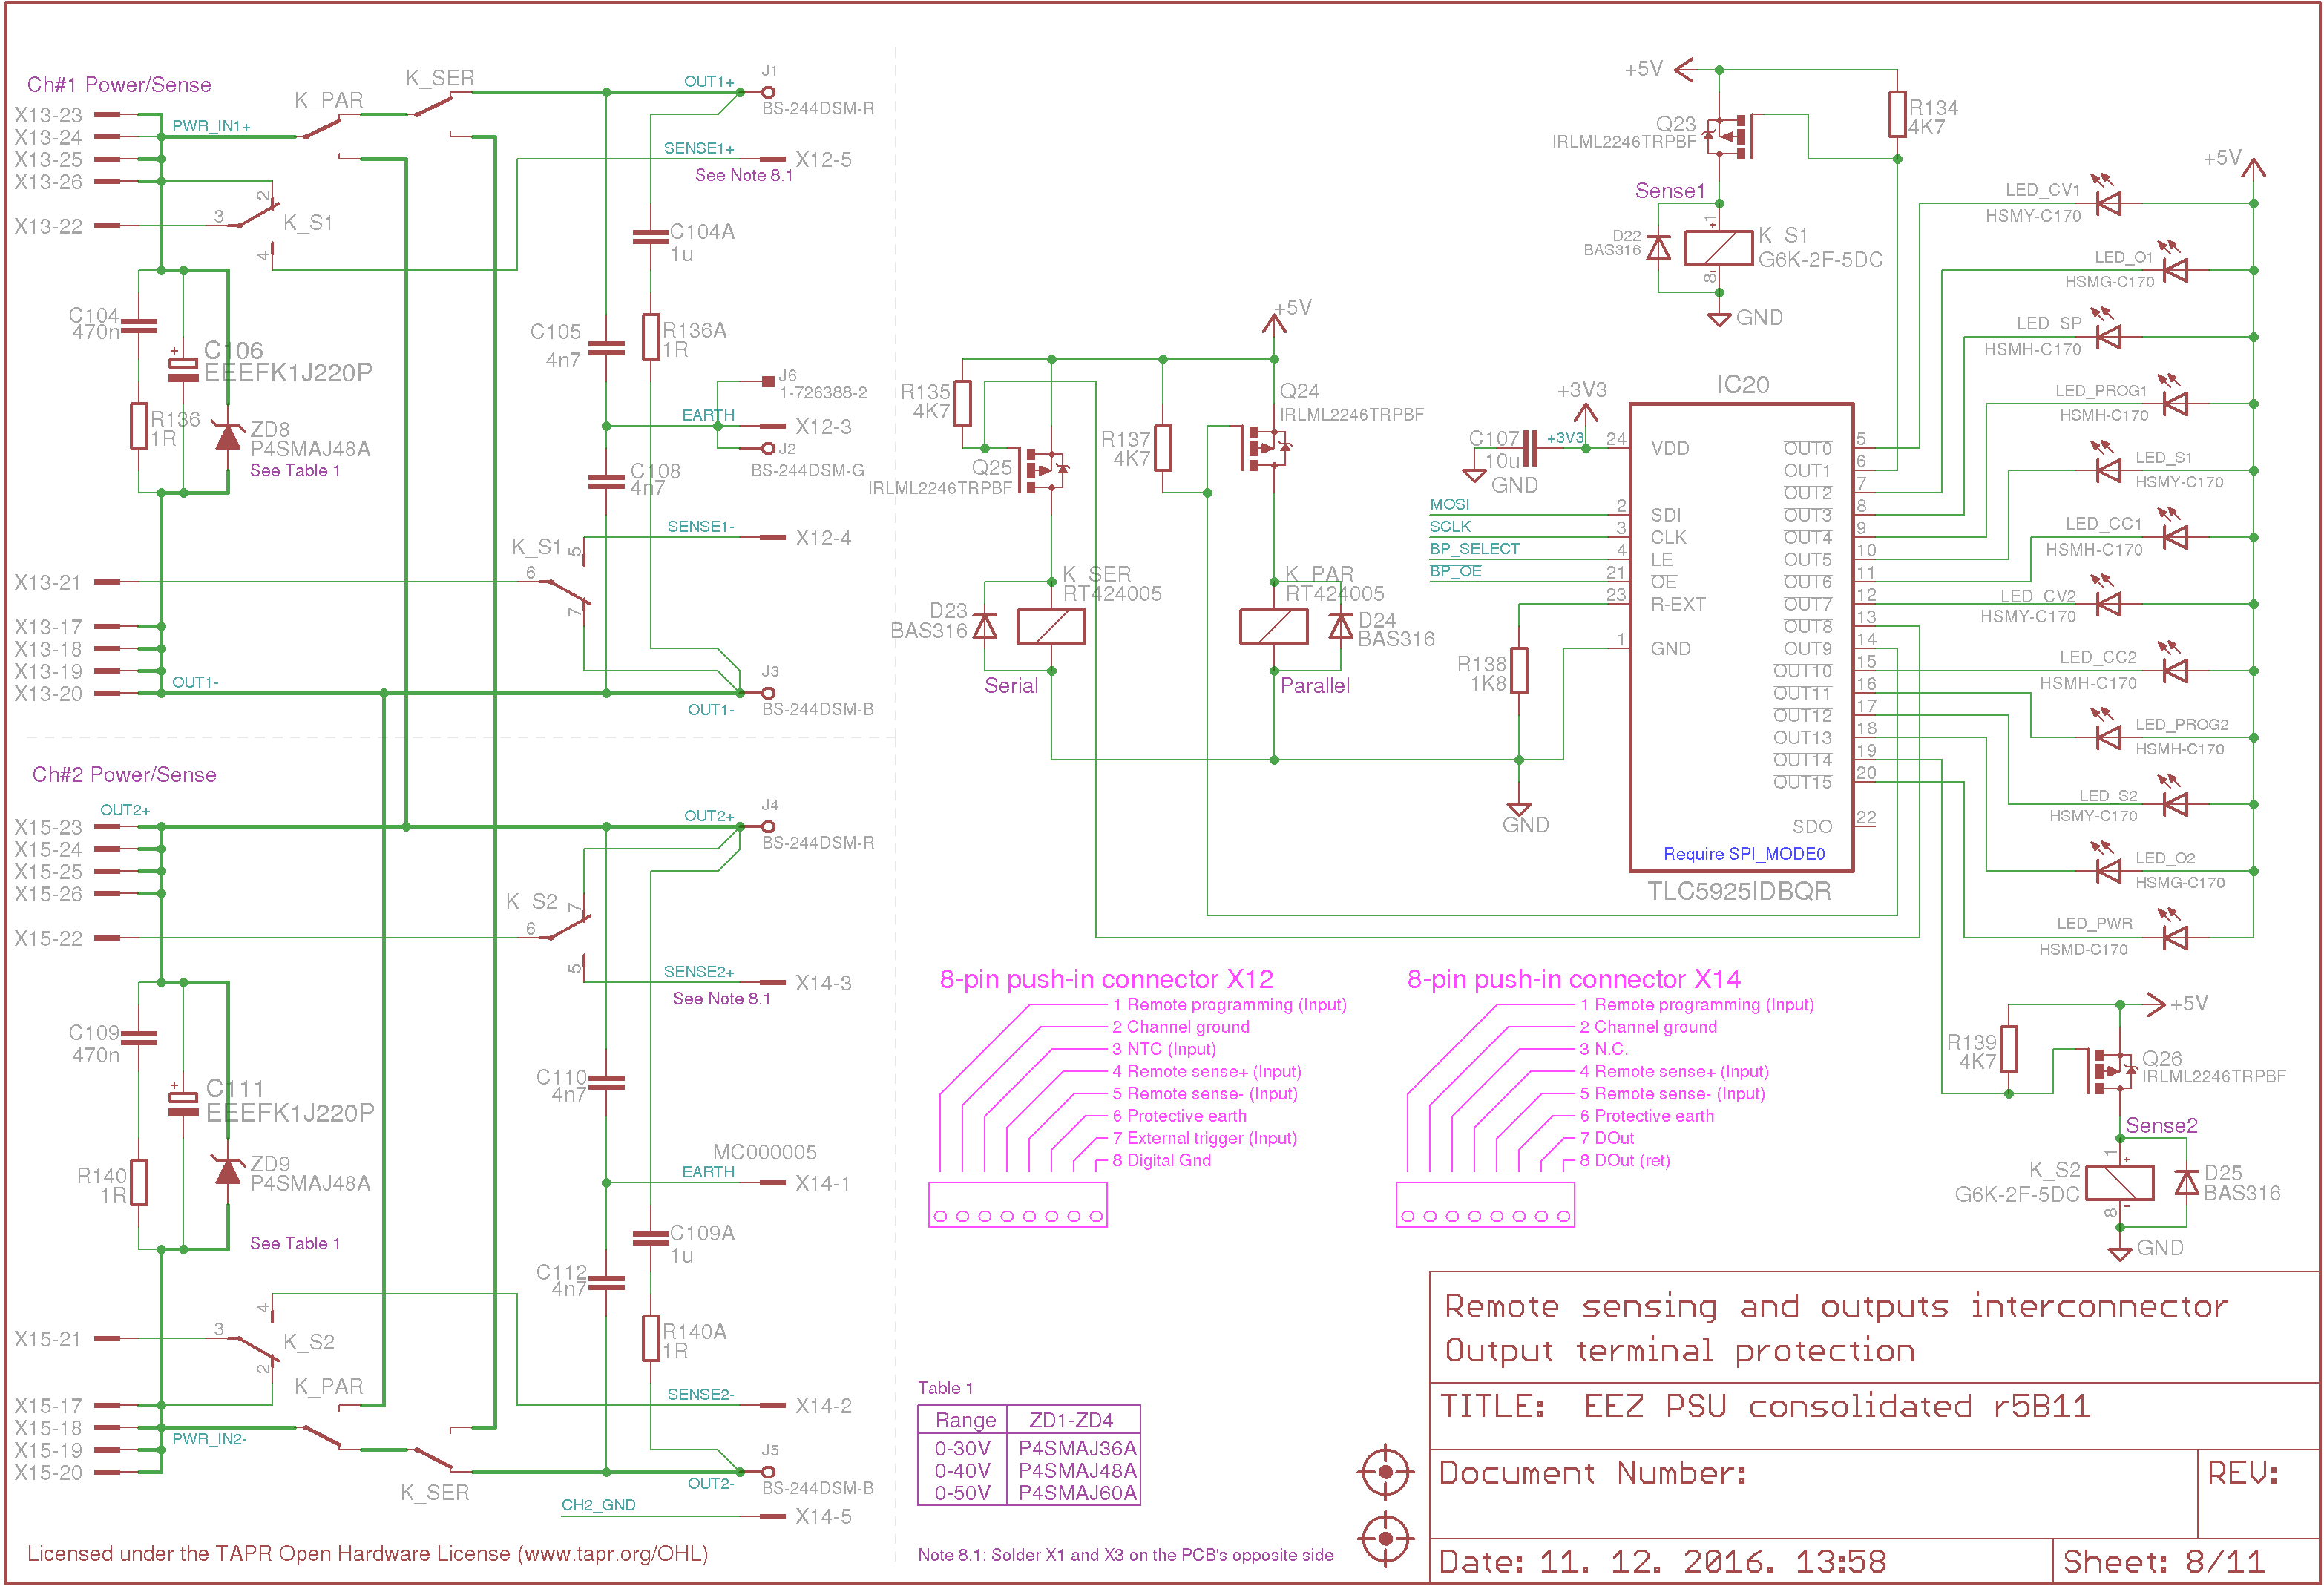 Ch#1 Power/Sense
X13-23
X13-24
X13-25
X13-26
X13-22
PWR_IN1+
K_PAR
K_SER
OUT1+
J1
BS-244DSM-R
SENSE1+
X12-5
See Note 8.1
2
3
4
K_S1
C104
470n
C106
EEEFK1J220P
R136
1R
ZD8
P4SMAJ48A
See Table 1
C104A
1u
R136A
1R
C105
4n7
J6
1-726388-2
EARTH
X12-3
J2
BS-244DSM-G
C108
4n7
SENSE1-
X12-4
K_S1
5
6
7
X13-21
X13-17
X13-18
X13-19
X13-20
OUT1-
J3
OUT1-
BS-244DSM-B
Ch#2 Power/Sense
OUT2+
X15-23
X15-24
X15-25
X15-26
X15-22
OUT2+
J4
BS-244DSM-R
K_S2
7
6
5
SENSE2+
X14-3
See Note 8.1
C109
470n
C111
EEEFK1J220P
R140
1R
ZD9
P4SMAJ48A
See Table 1
C110
4n7
MC000005
EARTH
X14-1
C109A
1u
C112
4n7
R140A
1R
X15-21
3
4
2
K_S2
X15-17
X15-18
X15-19
X15-20
PWR_IN2-
K_PAR
K_SER
SENSE2-
X14-2
J5
OUT2-
BS-244DSM-B
CH2_GND
X14-5
Licensed under the TAPR Open Hardware License (www.tapr.org/OHL)
+5V
Q23
IRLML2246TRPBF
R134
4K7
Sense1
D22
BAS316
1
+
K_S1
G6K-2F-5DC
8
-
GND
+5V
R135
4K7
Q25
IRLML2246TRPBF
R137
4K7
Q24
IRLML2246TRPBF
K_SER
RT424005
D23
BAS316
Serial
K_PAR
RT424005
D24
BAS316
Parallel
+3V3
C107
10u
+3V3
GND
MOSI
SCLK
BP_SELECT
BP_OE
R138
1K8
GND
IC20
24 VDD
2 SDI
3 CLK
4 LE
21 OE
23 R-EXT
1 GND
OUT0 5
OUT1 6
OUT2 7
OUT3 8
OUT4 9
OUT5 10
OUT6 11
OUT7 12
OUT8 13
OUT9 14
OUT10 15
OUT11 16
OUT12 17
OUT13 18
OUT14 19
OUT15 20
SDO 22
Require SPI_MODE0
TLC5925IDBQR
+5V
LED_CV1
HSMY-C170
LED_O1
HSMG-C170
LED_SP
HSMH-C170
LED_PROG1
HSMH-C170
LED_S1
HSMY-C170
LED_CC1
HSMH-C170
LED_CV2
HSMY-C170
LED_CC2
HSMH-C170
LED_PROG2
HSMH-C170
LED_S2
HSMY-C170
LED_O2
HSMG-C170
LED_PWR
HSMD-C170
+5V
R139
4K7
Q26
IRLML2246TRPBF
Sense2
1
+
K_S2
G6K-2F-5DC
8
-
D25
BAS316
GND
8-pin push-in connector X12
1 Remote programming (Input)
2 Channel ground
3 NTC (Input)
4 Remote sense+ (Input)
5 Remote sense- (Input)
6 Protective earth
7 External trigger (Input)
8 Digital Gnd
8-pin push-in connector X14
1 Remote programming (Input)
2 Channel ground
3 N.C.
4 Remote sense+ (Input)
5 Remote sense- (Input)
6 Protective earth
7 DOut
8 DOut (ret)
Table 1
Range ZD1-ZD4
0-30V P4SMAJ36A
0-40V P4SMAJ48A
0-50V P4SMAJ60A
Note 8.1: Solder X1 and X3 on the PCB's opposite side
Remote sensing and outputs interconnector
Output terminal protection
TITLE: EEZ PSU consolidated r5B11
Document Number:
REV:
Date: 11. 12. 2016. 13:58
Sheet: 8/11